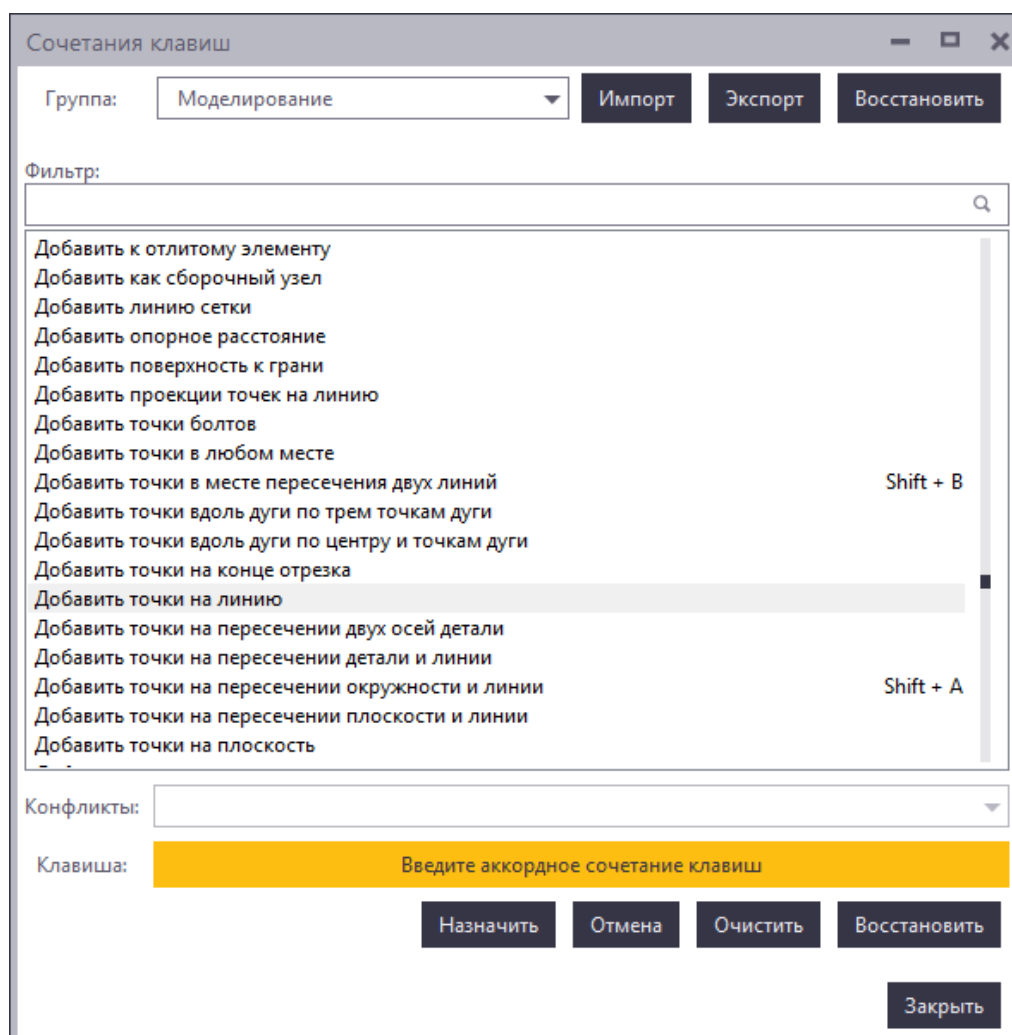 Сочетания клавиш
Группа: Моделирование Импорт Экспорт Восстановить
Фильтр:
Добавить к отлитому элементу
Добавить как сборочный узел
Добавить линию сетки
Добавить опорное расстояние
Добавить поверхность к грани
Добавить проекции точек на линию
Добавить точки болтов
Добавить точки в любом месте
Добавить точки в месте пересечения двух линий Shift + B
Добавить точки вдоль дуги по трем точкам дуги
Добавить точки вдоль дуги по центру и точкам дуги
Добавить точки на конце отрезка
Добавить точки на линию
Добавить точки на пересечении двух осей детали
Добавить точки на пересечении детали и линии
Добавить точки на пересечении окружности и линии Shift + A
Добавить точки на пересечении плоскости и линии
Добавить точки на плоскость
Конфликты:
Клавиша: Введите аккордное сочетание клавиш
Назначить Отмена Очистить Восстановить
Закрыть